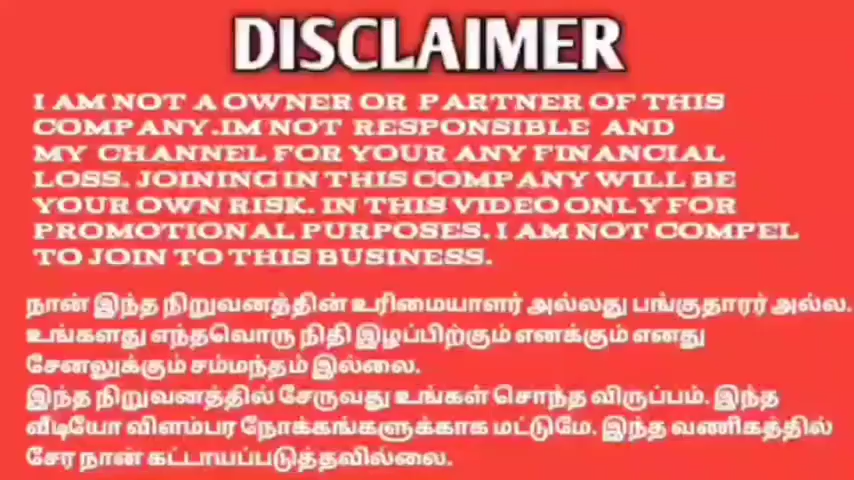 DISCLAIMER
I AM NOT A OWNER OR PARTNER OF THIS
COMPANY.IM NOT RESPONSIBLE AND
MY CHANNEL FOR YOUR ANY FINANCIAL
LOSS. JOINING IN THIS COMPANY WILL BE
YOUR OWN RISK. IN THIS VIDEO ONLY FOR
PROMOTIONAL PURPOSES. I AM NOT COMPEL
TO JOIN TO THIS BUSINESS.
நான் இந்த நிறுவனத்தின் உரிமையாளர் அல்லது பங்குதாரர் அல்ல.
உங்களது எந்தவொரு நிதி இழப்பிற்கும் எனக்கும் எனது
சேனலுக்கும் சம்மந்தம் இல்லை.
இந்த நிறுவனத்தில் சேருவது உங்கள் சொந்த விருப்பம். இந்த
வீடியோ விளம்பர நோக்கங்களுக்காக மட்டுமே. இந்த வணிகத்தில்
சேர நான் கட்டாயப்படுத்தவில்லை.